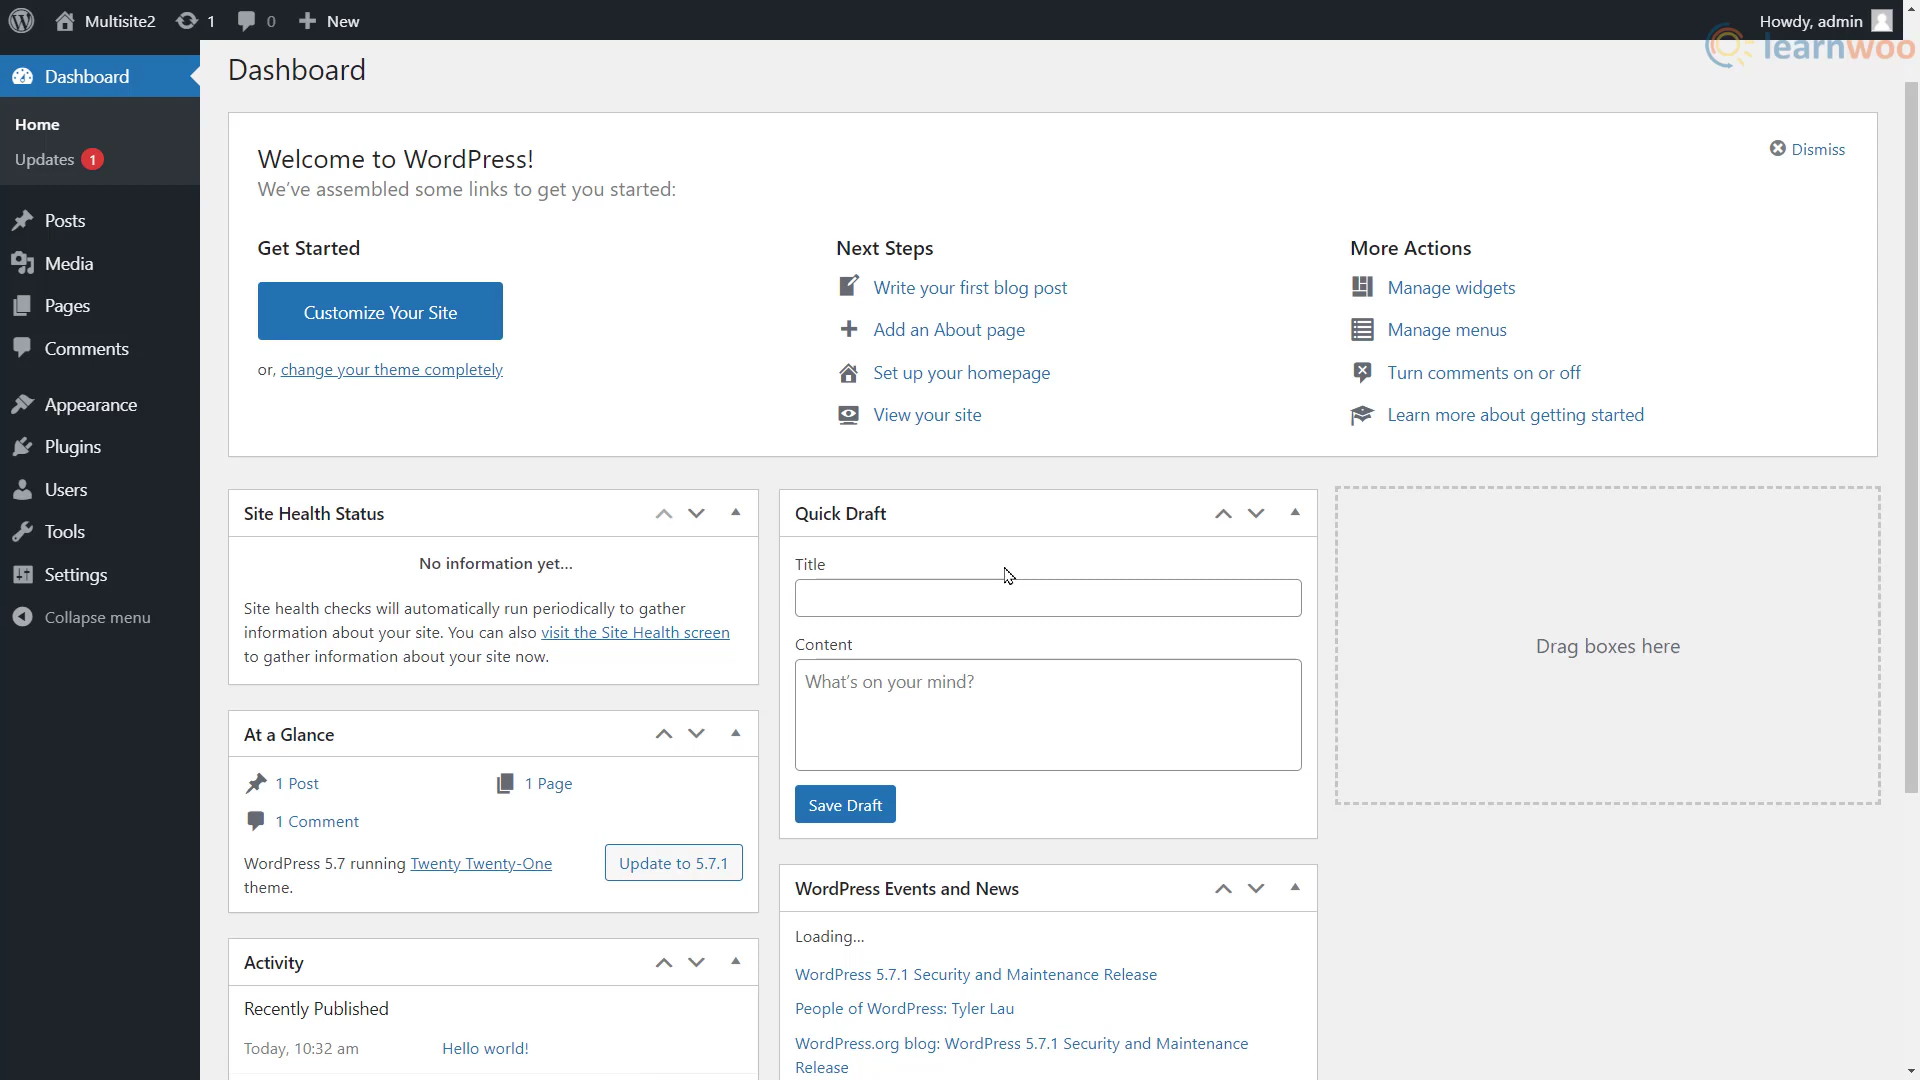 Multisite2 1 0 New Howdy, admin
learnwoo
Dashboard
Home
Updates 1
Posts
Media
Pages
Comments
Appearance
Plugins
Users
Tools
Settings
Collapse menu
Dashboard
Welcome to WordPress!
Dismiss
We've assembled some links to get you started:
Get Started
Customize Your Site
or, change your theme completely
Next Steps
Write your first blog post
Add an About page
Set up your homepage
View your site
More Actions
Manage widgets
Manage menus
Turn comments on or off
Learn more about getting started
Site Health Status
No information yet...
Site health checks will automatically run periodically to gather
information about your site. You can also visit the Site Health screen
to gather information about your site now.
At a Glance
1 Post 1 Page
1 Comment
WordPress 5.7 running Twenty Twenty-One
theme.
Update to 5.7.1
Activity
Recently Published
Today, 10:32 am Hello world!
Quick Draft
Title
Content
What's on your mind?
Save Draft
WordPress Events and News
Loading...
WordPress 5.7.1 Security and Maintenance Release
People of WordPress: Tyler Lau
WordPress.org blog: WordPress 5.7.1 Security and Maintenance
Release
Drag boxes here